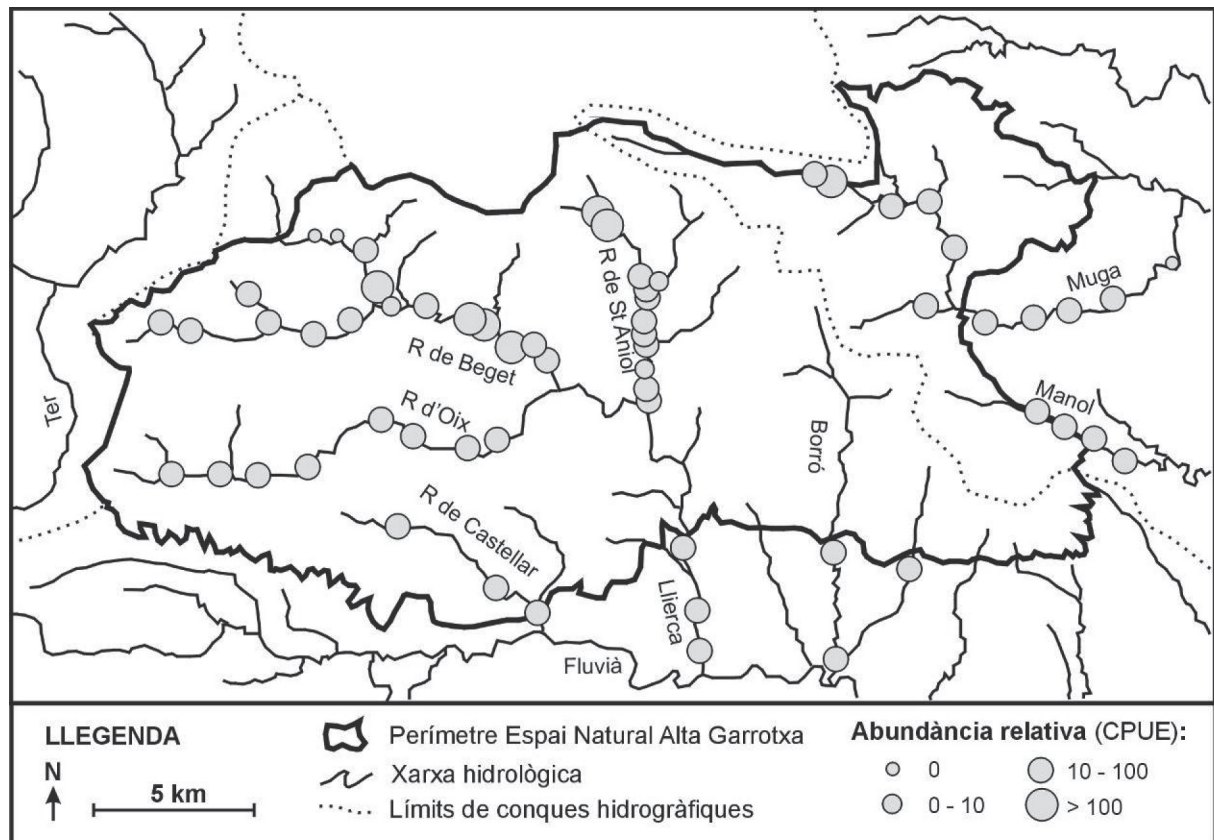 Ter
R de Beget
R d'Oix
R de Castellar
R de St Aniol
Muga
Manol
Borró
Llierca
Fluvià
LLEGENDA
N
5 km
Perímetre Espai Natural Alta Garrotxa
Xarxa hidrològica
Límits de conques hidrogràfiques
Abundància relativa (CPUE):
0
0 - 10
10 - 100
> 100